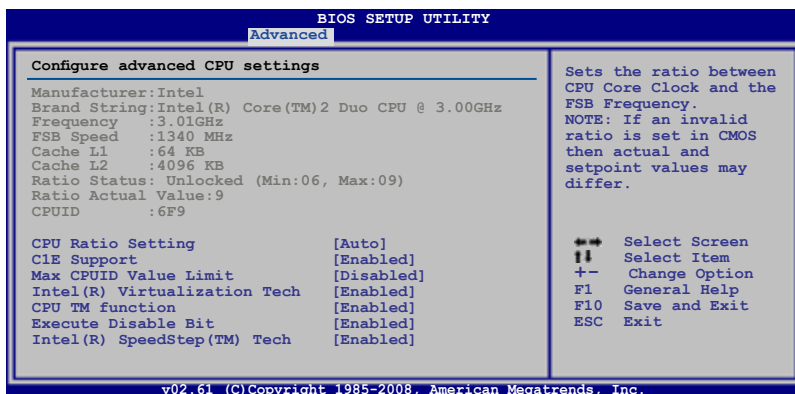 BIOS SETUP UTILITY
Advanced
Configure advanced CPU settings
Manufacturer:Intel
Brand String:Intel(R) Core(TM)2 Duo CPU @ 3.00GHz
Frequency :3.01GHz
FSB Speed :1340 MHz
Cache L1 :64 KB
Cache L2 :4096 KB
Ratio Status: Unlocked (Min:06, Max:09)
Ratio Actual Value:9
CPUID :6F9
CPU Ratio Setting [Auto]
C1E Support [Enabled]
Max CPUID Value Limit [Disabled]
Intel(R) Virtualization Tech [Enabled]
CPU TM function [Enabled]
Execute Disable Bit [Enabled]
Intel(R) SpeedStep(TM) Tech [Enabled]
Sets the ratio between
CPU Core Clock and the
FSB Frequency.
NOTE: If an invalid
ratio is set in CMOS
then actual and
setpoint values may
differ.
←→ Select Screen
↑↓ Select Item
+- Change Option
F1 General Help
F10 Save and Exit
ESC Exit
v02.61 (C)Copyright 1985-2008, American Megatrends, Inc.